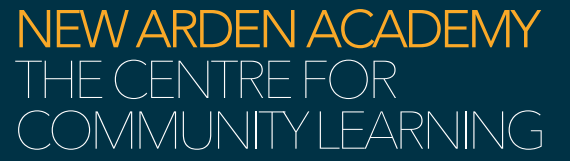 NEW ARDEN ACADEMY
THE CENTRE FOR
COMMUNITY LEARNING